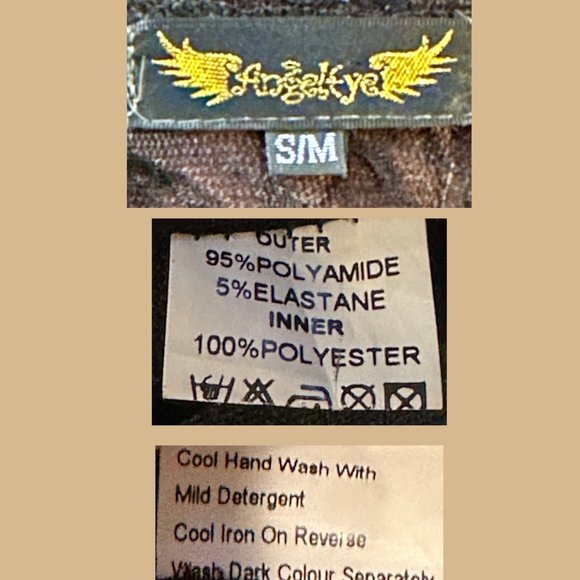 Angeleye
S/M
OUTER
95%POLYAMIDE
5%ELASTANE
INNER
100%POLYESTER
Cool Hand Wash With
Mild Detergent
Cool Iron On Reverse
Wash Dark Colour Separately